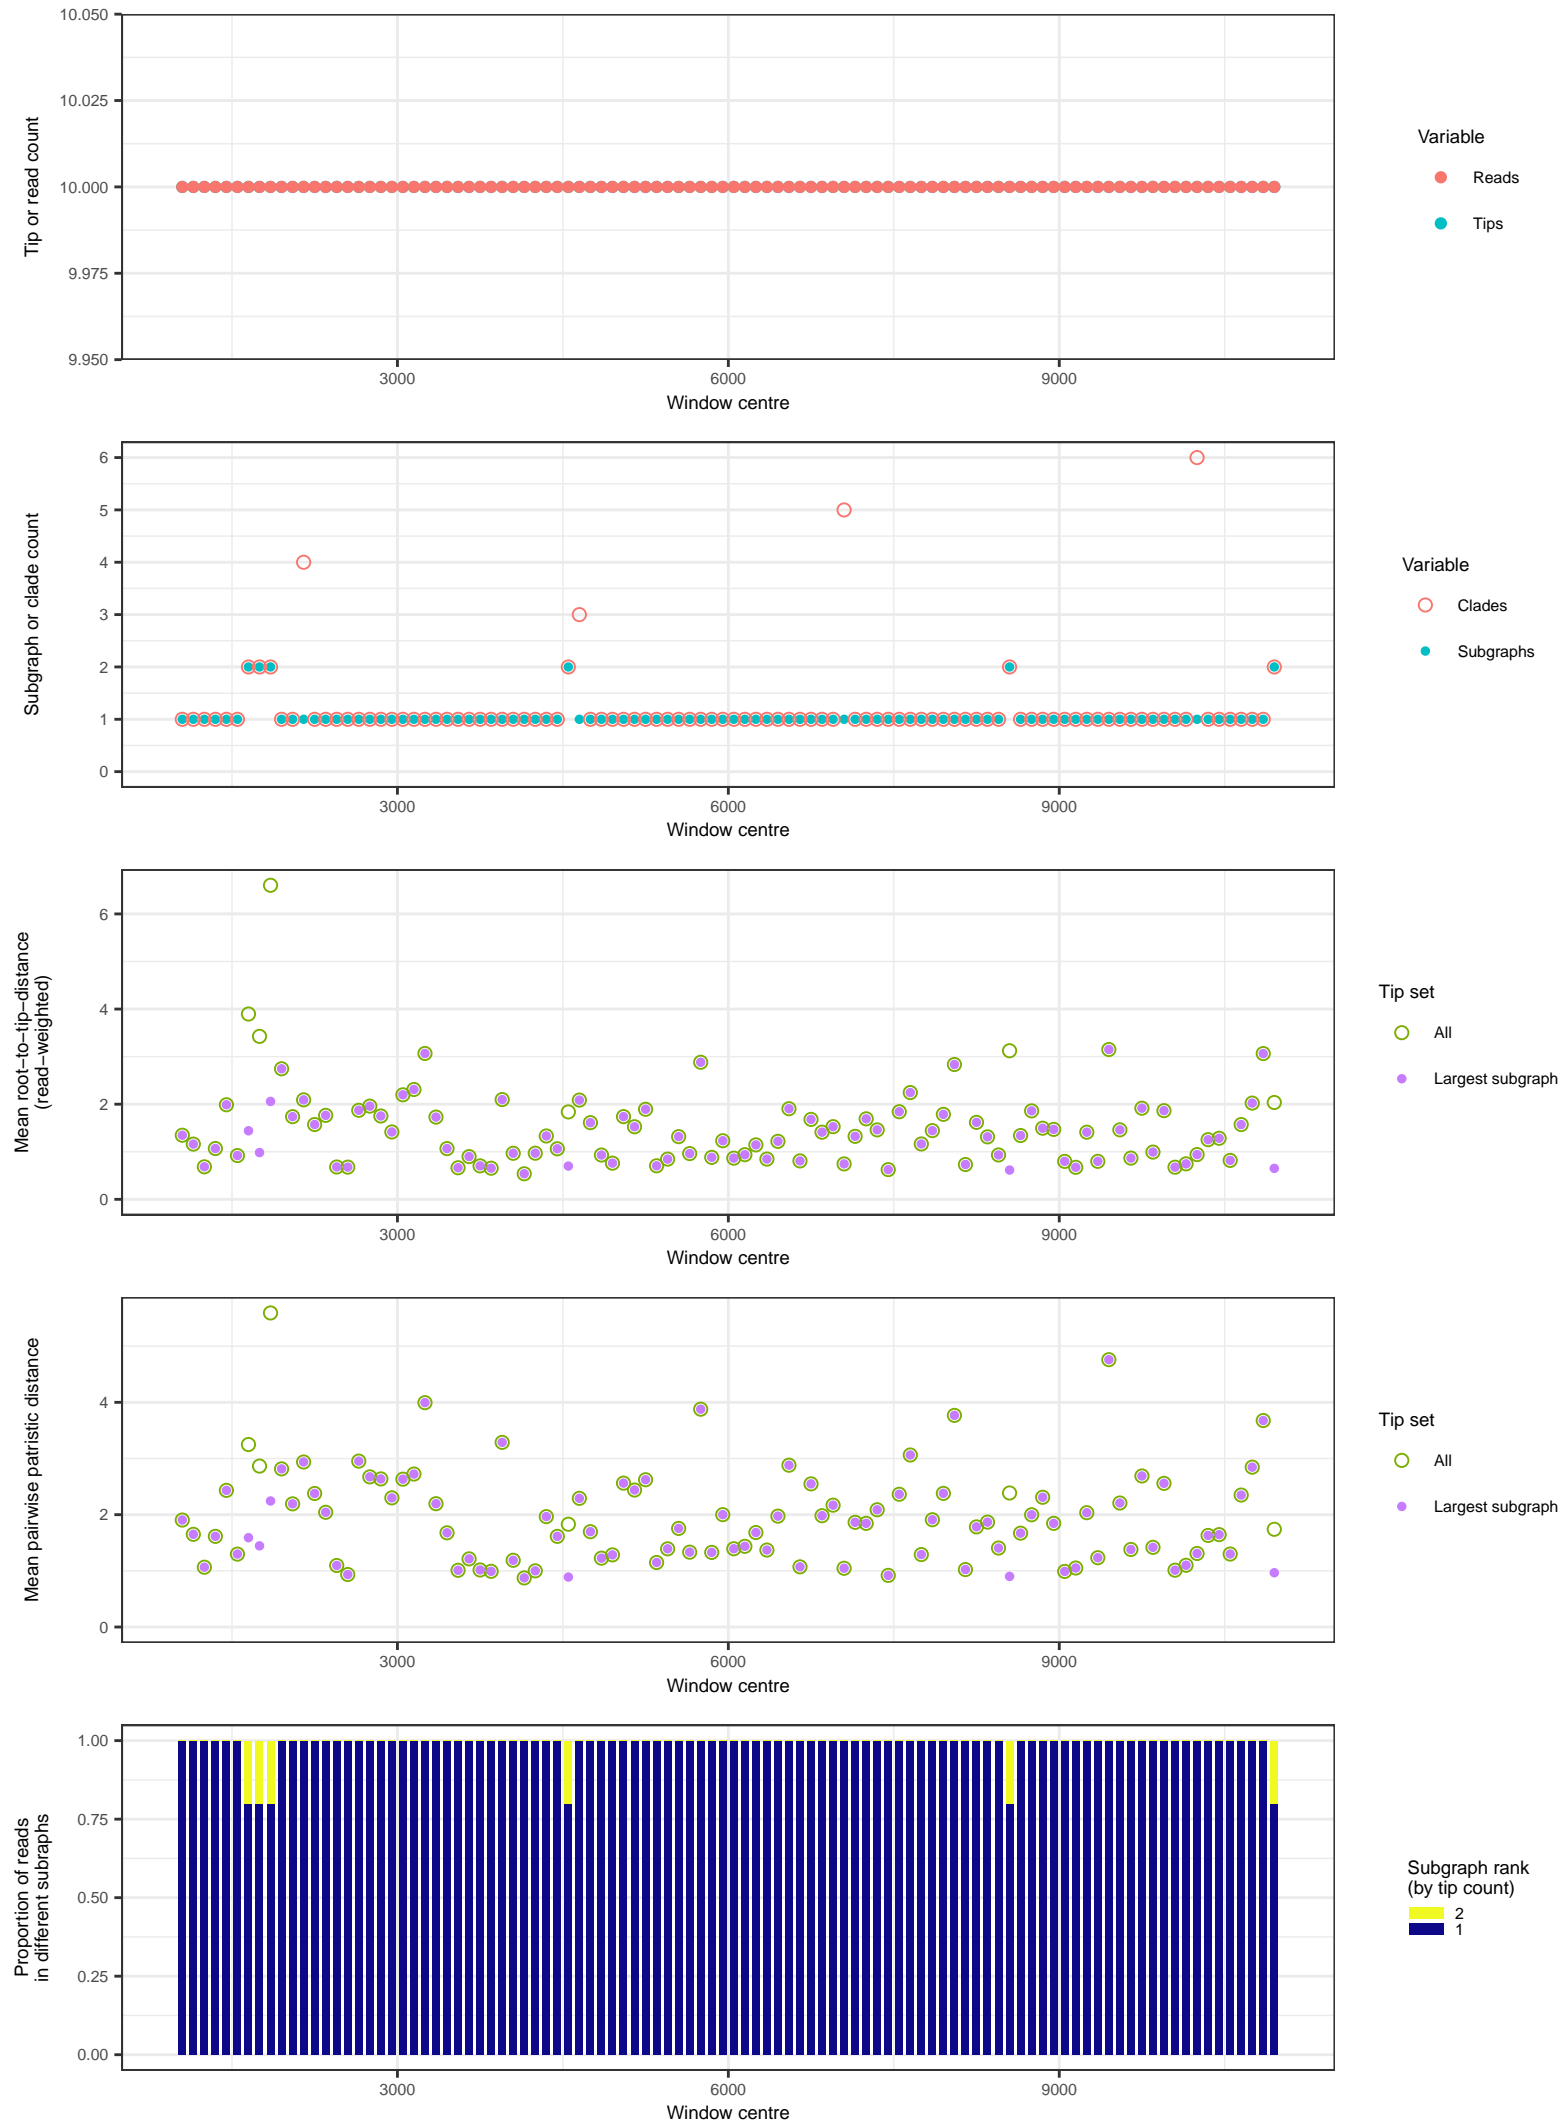 10.050
10.025
10.000
9.975
9.950
Tip or read count
3000
6000
9000
Window centre
Variable
Reads
Tips
6
5
4
3
2
1
0
Subgraph or clade count
3000
6000
9000
Window centre
Variable
Clades
Subgraphs
6
4
2
0
Mean root−to−tip−distance
(read−weighted)
3000
6000
9000
Window centre
Tip set
All
Largest subgraph
4
2
0
Mean pairwise patristic distance
3000
6000
9000
Window centre
Tip set
All
Largest subgraph
1.00
0.75
0.50
0.25
0.00
Proportion of reads
in different subraphs
3000
6000
9000
Window centre
Subgraph rank
(by tip count)
2
1